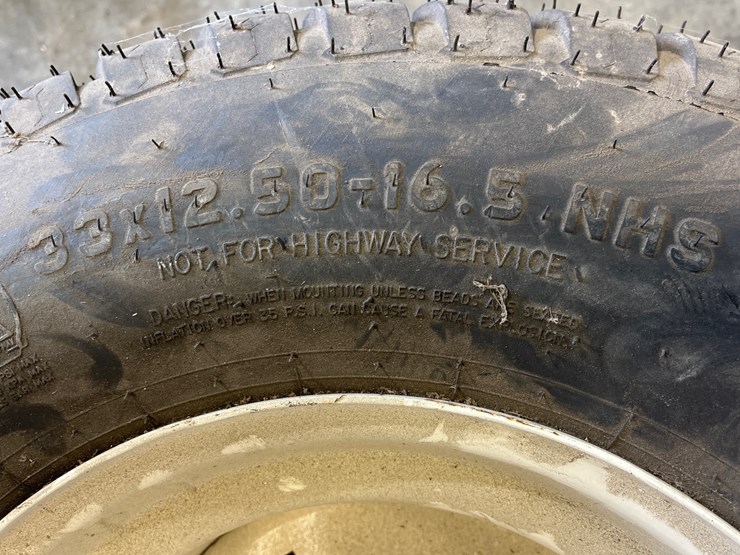 33x12.50-16.5 NHS
NOT FOR HIGHWAY SERVICE
DANGER: WHEN MOUNTING UNLESS BEADS ARE SEATED
INFLATION OVER 35 P.S.I. CAN CAUSE A FATAL EXPLOSION